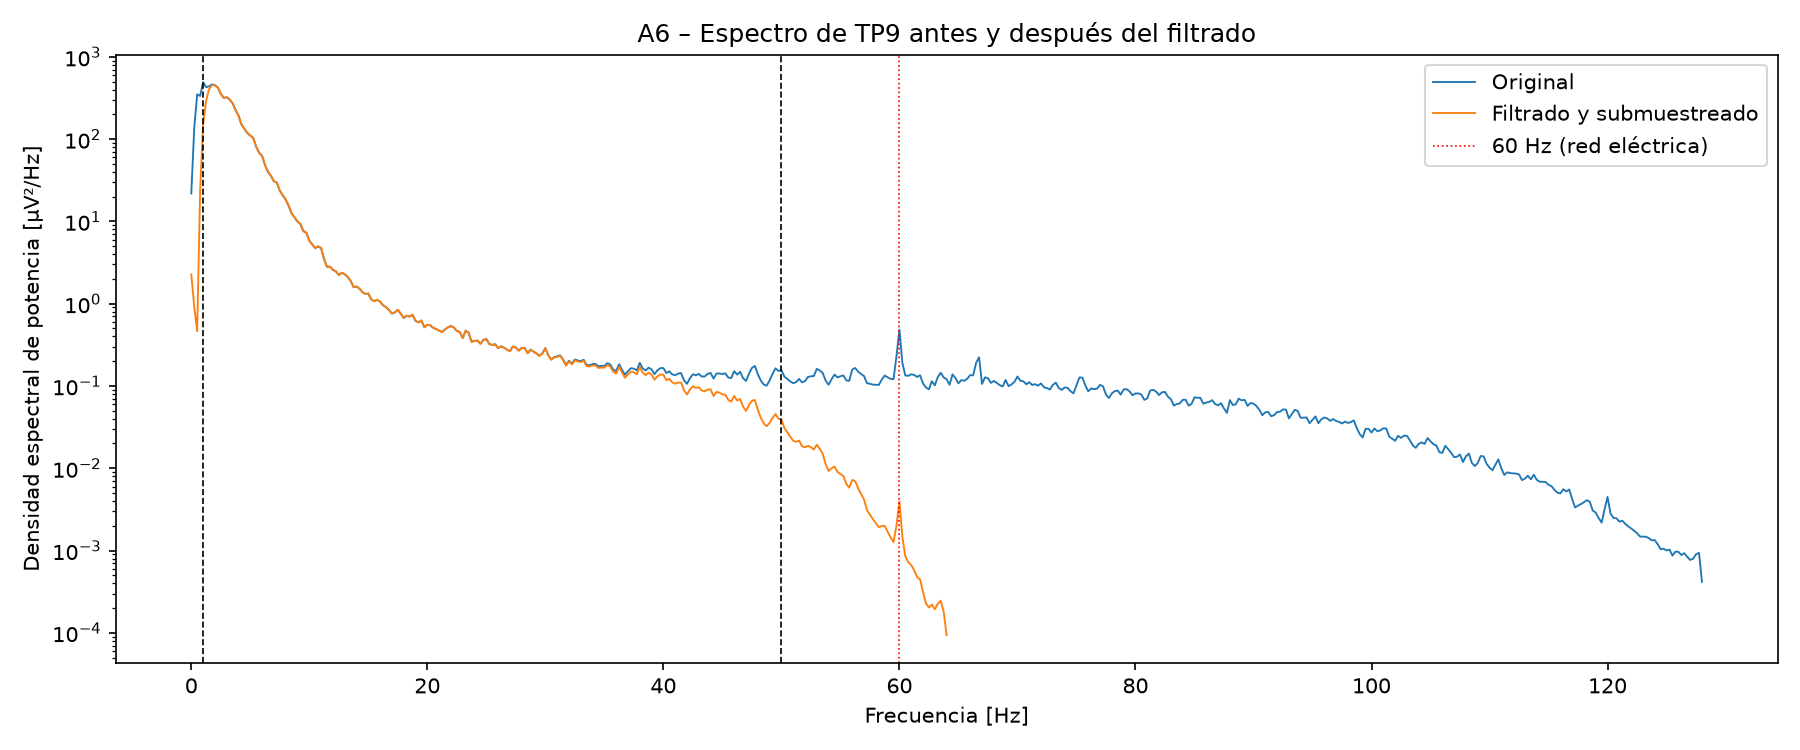 A6 – Espectro de TP9 antes y después del filtrado
Densidad espectral de potencia [µV²/Hz]
10³
10²
10¹
10⁰
10⁻¹
10⁻²
10⁻³
10⁻⁴
Original
Filtrado y submuestreado
60 Hz (red eléctrica)
0 20 40 60 80 100 120
Frecuencia [Hz]